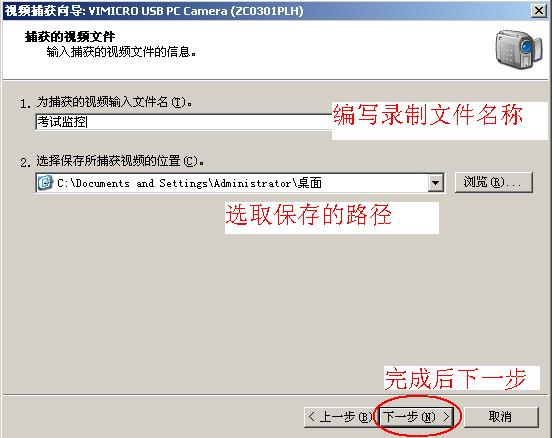 视频捕获向导: VIMICRO USB PC Camera (ZC0301PLH)
捕获的视频文件
输入捕获的视频文件的信息。
1. 为捕获的视频输入文件名(T)。
考试监控
编写录制文件名称
2. 选择保存所捕获视频的位置(C)。
C:\Documents and Settings\Administrator\桌面
浏览(R)...
选取保存的路径
完成后下一步
< 上一步(B)
下一步(N) >
取消